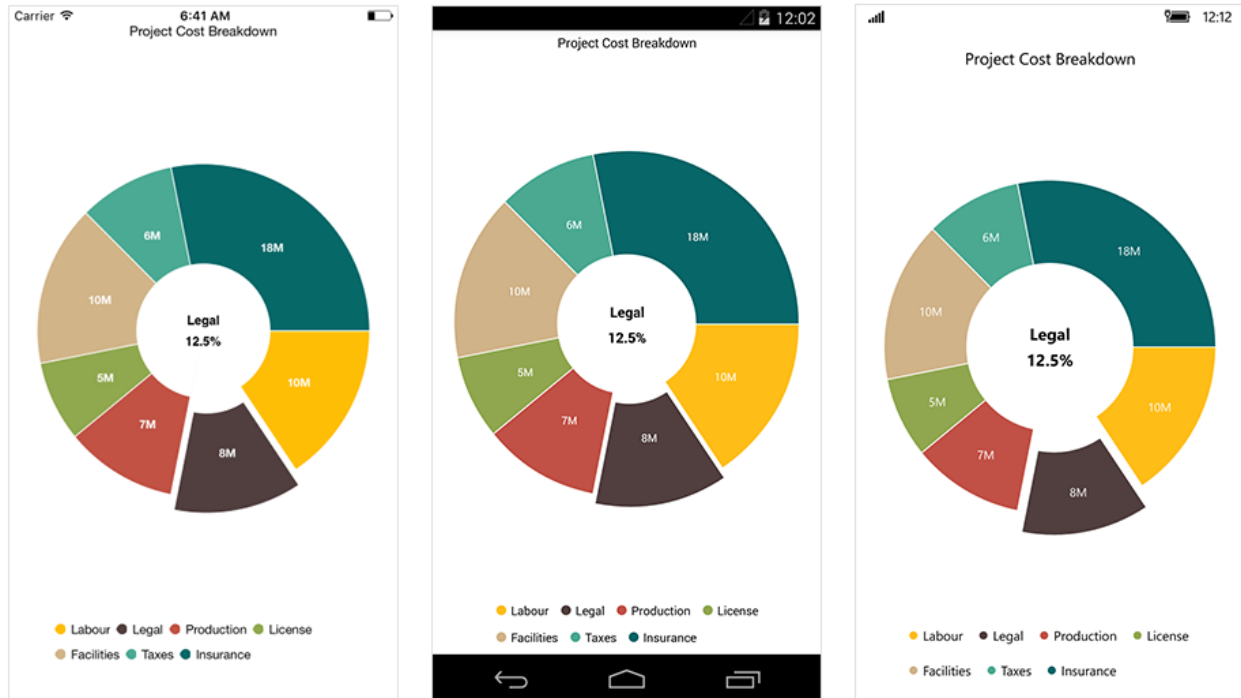 Carrier 6:41 AM
Project Cost Breakdown
6M
18M
10M
Legal
12.5%
5M
10M
7M
8M
Labour Legal Production License
Facilities Taxes Insurance
12:02
Project Cost Breakdown
6M
18M
10M
Legal
12.5%
5M
10M
7M
8M
Labour Legal Production License
Facilities Taxes Insurance
12:12
Project Cost Breakdown
6M
18M
10M
Legal
12.5%
5M
10M
7M
8M
Labour Legal Production License
Facilities Taxes Insurance